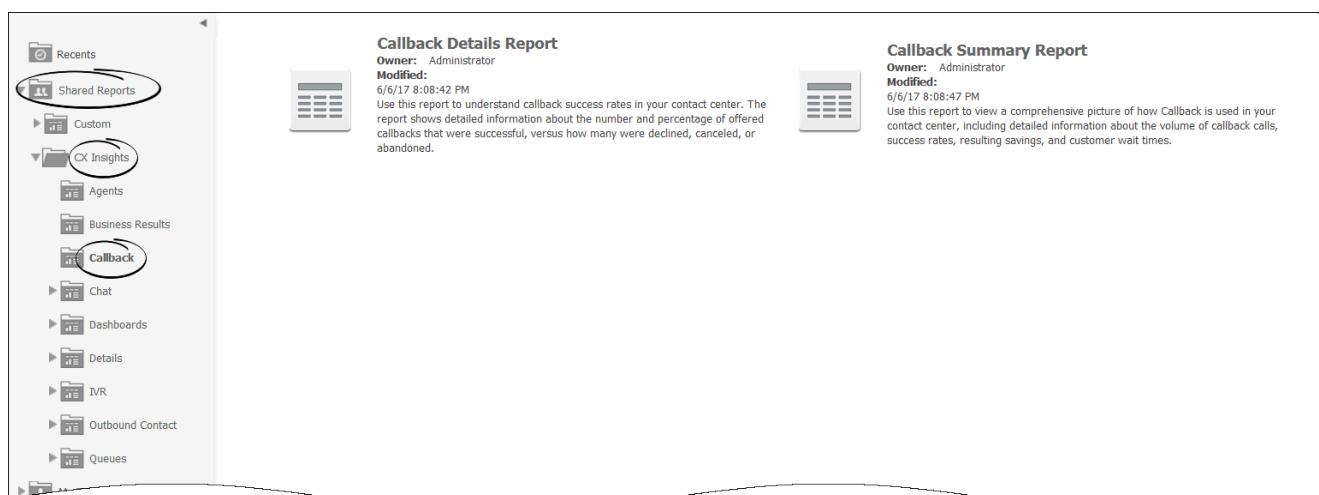 Recents
Shared Reports
Custom
CX Insights
Agents
Business Results
Callback
Chat
Dashboards
Details
IVR
Outbound Contact
Queues
Callback Details Report
Owner: Administrator
Modified:
6/6/17 8:08:42 PM
Use this report to understand callback success rates in your contact center. The
report shows detailed information about the number and percentage of offered
callbacks that were successful, versus how many were declined, canceled, or
abandoned.
Callback Summary Report
Owner: Administrator
Modified:
6/6/17 8:08:47 PM
Use this report to view a comprehensive picture of how Callback is used in your
contact center, including detailed information about the volume of callback calls,
success rates, resulting savings, and customer wait times.